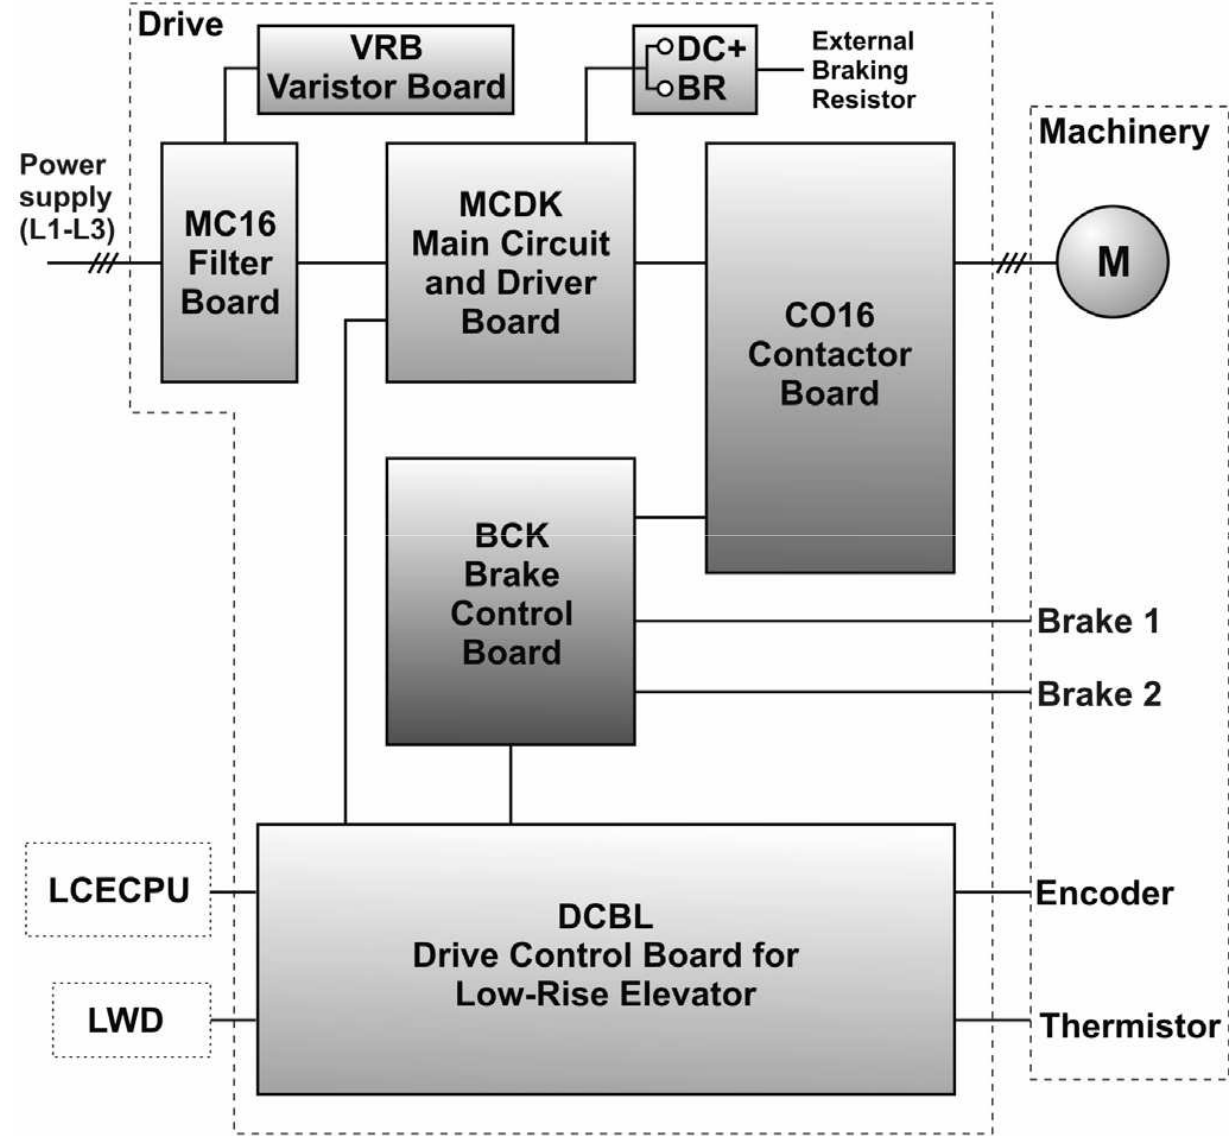 Drive
VRB
Varistor Board
DC+
BR
External
Braking
Resistor
Machinery
Power
supply
(L1-L3)
MC16
Filter
Board
MCDK
Main Circuit
and Driver
Board
CO16
Contactor
Board
M
BCK
Brake
Control
Board
Brake 1
Brake 2
LCECPU
LWD
DCBL
Drive Control Board for
Low-Rise Elevator
Encoder
Thermistor